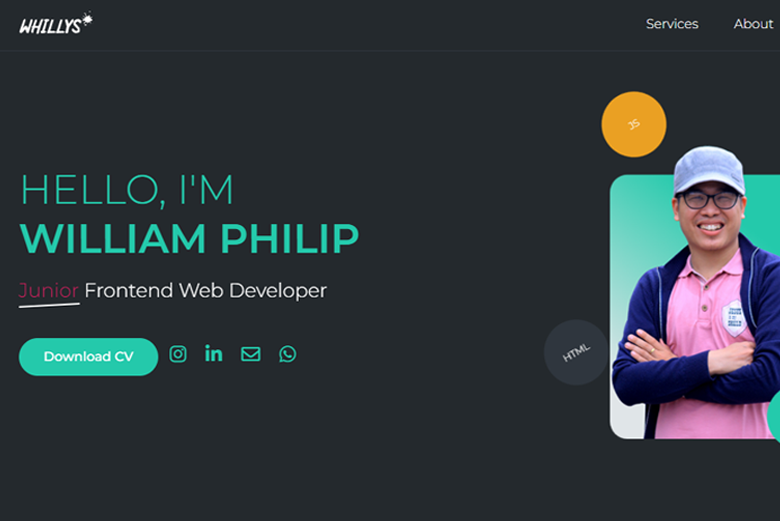 WHILLYS
Services
About
JS
HELLO, I'M
WILLIAM PHILIP
Junior Frontend Web Developer
Download CV
HTML